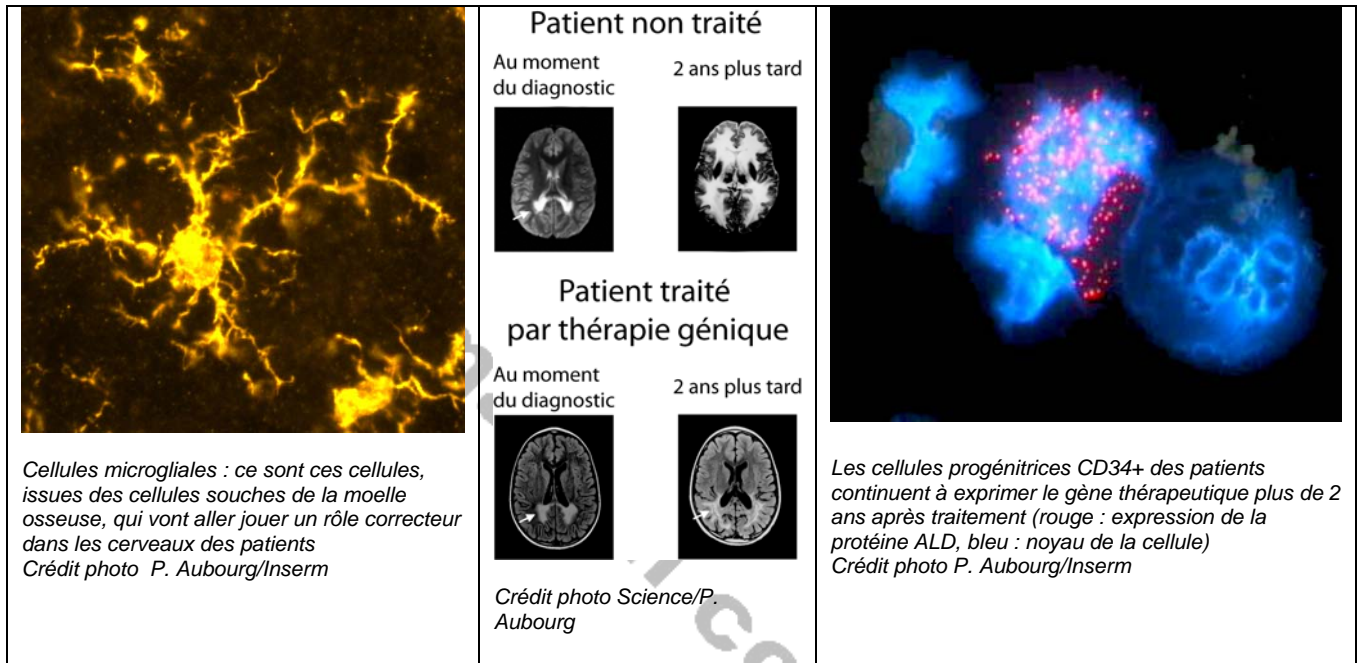 Cellules microgliales : ce sont ces cellules,
issues des cellules souches de la moelle
osseuse, qui vont aller jouer un rôle correcteur
dans les cerveaux des patients
Crédit photo P. Aubourg/Inserm
Patient non traité
Au moment
du diagnostic
2 ans plus tard
Patient traité
par thérapie génique
Au moment
du diagnostic
2 ans plus tard
Crédit photo Science/P.
Aubourg
Les cellules progénitrices CD34+ des patients
continuent à exprimer le gène thérapeutique plus de 2
ans après traitement (rouge : expression de la
protéine ALD, bleu : noyau de la cellule)
Crédit photo P. Aubourg/Inserm